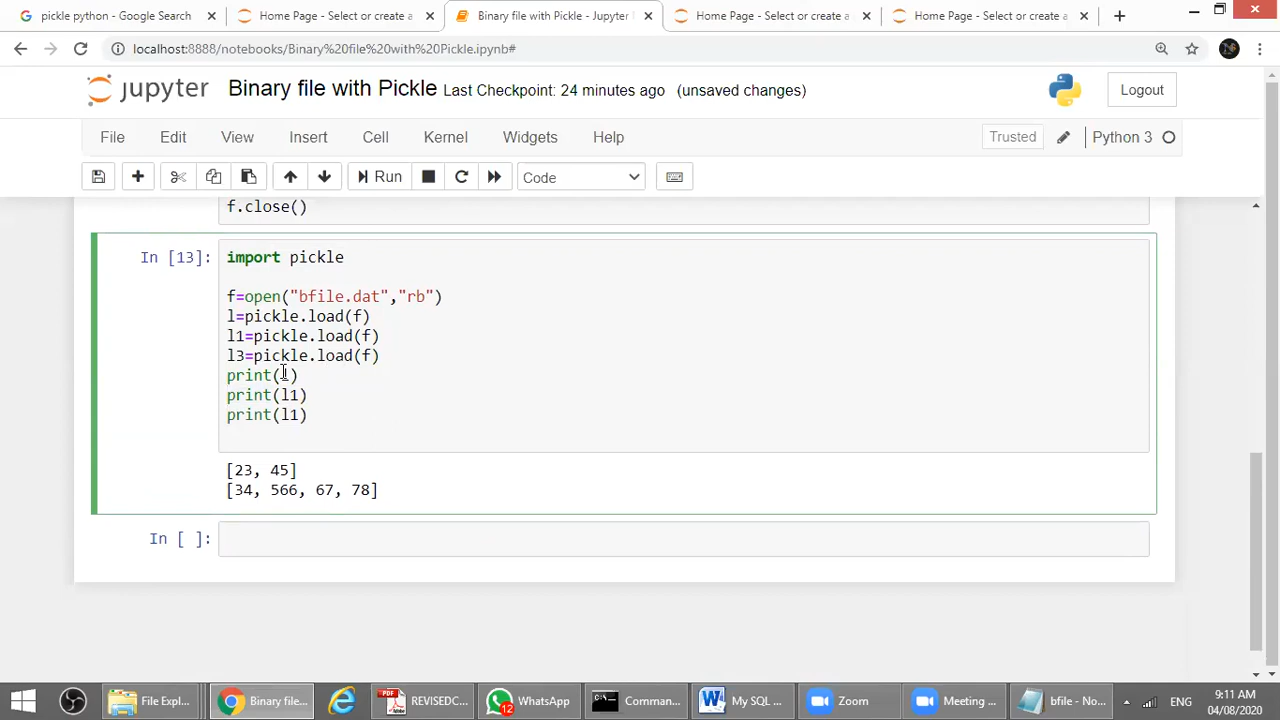 pickle python - Google Search
Home Page - Select or create a
Binary file with Pickle - Jupyter
Home Page - Select or create a
Home Page - Select or create a
localhost:8888/notebooks/Binary%20file%20with%20Pickle.ipynb#
jupyter Binary file with Pickle Last Checkpoint: 24 minutes ago (unsaved changes)
Logout
File Edit View Insert Cell Kernel Widgets Help
Trusted Python 3
Run Code
f.close()
In [13]: import pickle
f=open("bfile.dat","rb")
l=pickle.load(f)
l1=pickle.load(f)
l3=pickle.load(f)
print(l)
print(l1)
print(l1)
[23, 45]
[34, 566, 67, 78]
In [ ]:
File Expl... Binary file... REVISEDC... WhatsApp 12 Comman... My SQL ... Zoom Meeting ... bfile - No... ENG
9:11 AM
04/08/2020